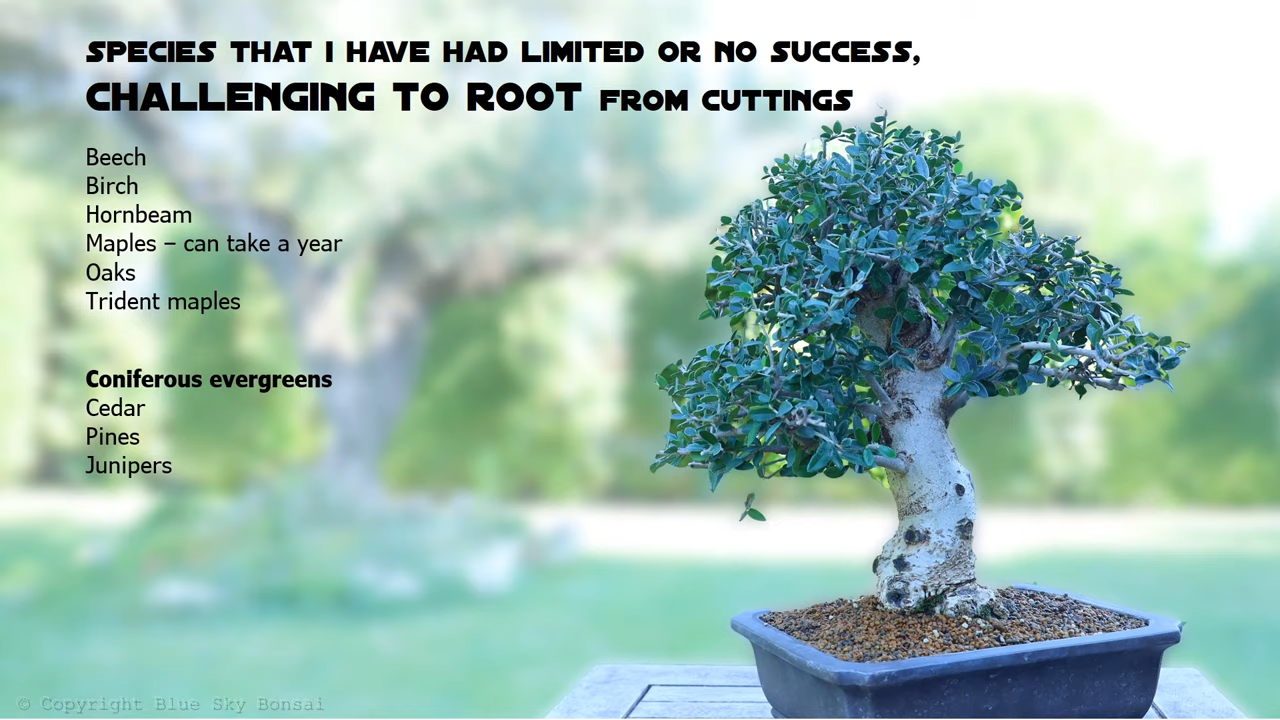 SPECIES THAT I HAVE HAD LIMITED OR NO SUCCESS,
CHALLENGING TO ROOT FROM CUTTINGS
Beech
Birch
Hornbeam
Maples – can take a year
Oaks
Trident maples
Coniferous evergreens
Cedar
Pines
Junipers
© Copyright Blue Sky Bonsai